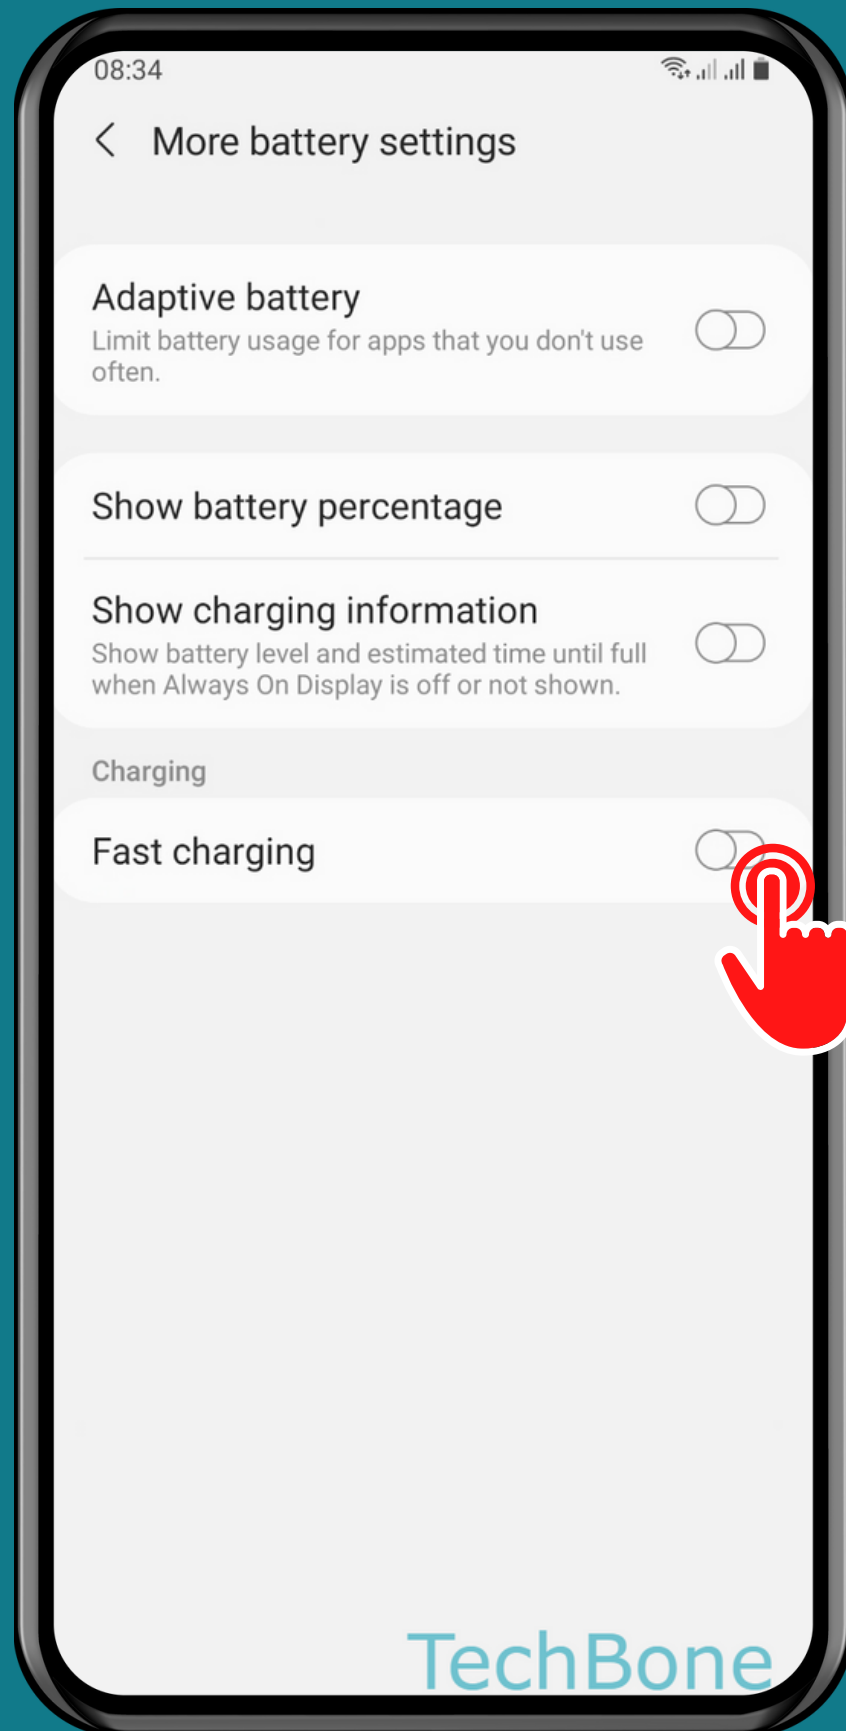 08:34
More battery settings
Adaptive battery
Limit battery usage for apps that you don't use
often.
Show battery percentage
Show charging information
Show battery level and estimated time until full
when Always On Display is off or not shown.
Charging
Fast charging
TechBone